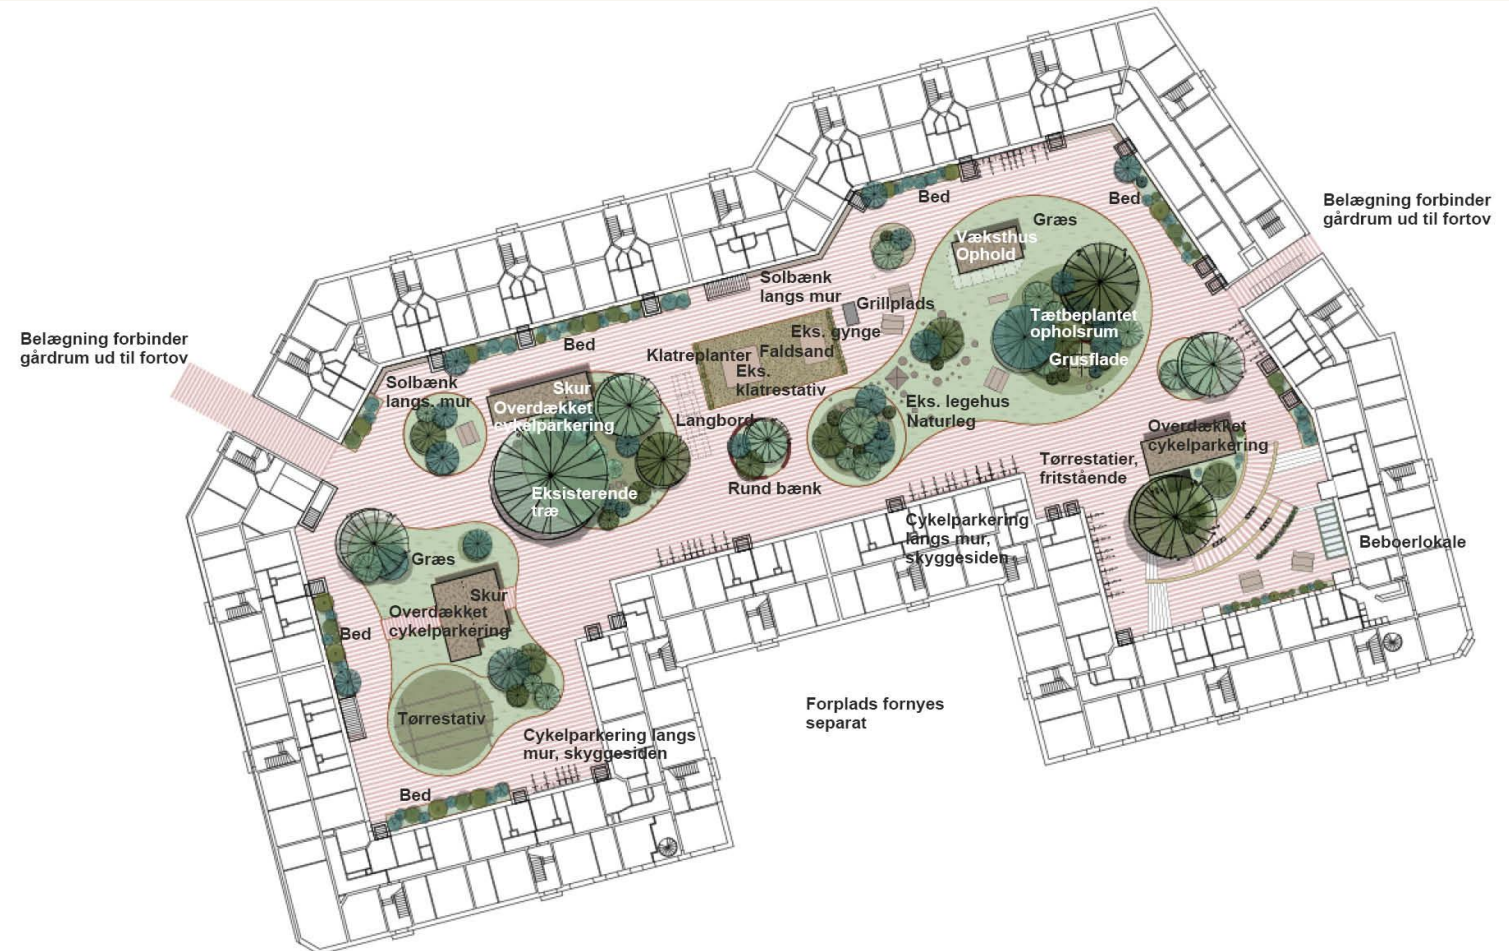 Belægning forbinder
gårdrum ud til fortov
Bed
Bed
Græs
Væksthus
Ophold
Solbænk
langs mur
Grillplads
Tætbeplantet
opholsrum
Eks. gynge
Belægning forbinder
gårdrum ud til fortov
Bed
Klatreplanter
Faldsand
Grusflade
Eks.
klatrestativ
Solbænk
langs. mur
Skur
Overdækket
cykelparkering
Langbord
Eks. legehus
Naturleg
Overdækket
cykelparkering
Tørrestatier,
fritstående
Rund bænk
Eksisterende
træ
Cykelparkering
langs mur,
skyggesiden
Beboerlokale
Græs
Skur
Overdækket
cykelparkering
Bed
Forplads fornyes
separat
Tørrestativ
Cykelparkering langs
mur, skyggesiden
Bed